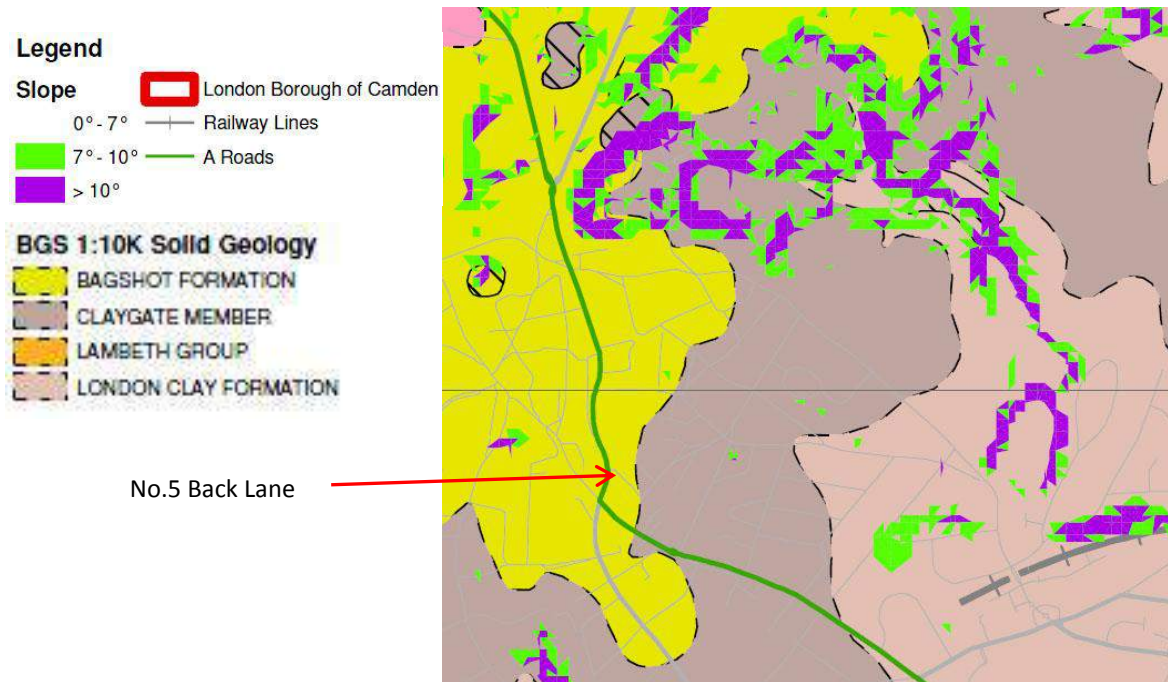 Legend
Slope
London Borough of Camden
0°- 7°
Railway Lines
7°- 10°
A Roads
> 10°
BGS 1:10K Solid Geology
BAGSHOT FORMATION
CLAYGATE MEMBER
LAMBETH GROUP
LONDON CLAY FORMATION
No.5 Back Lane